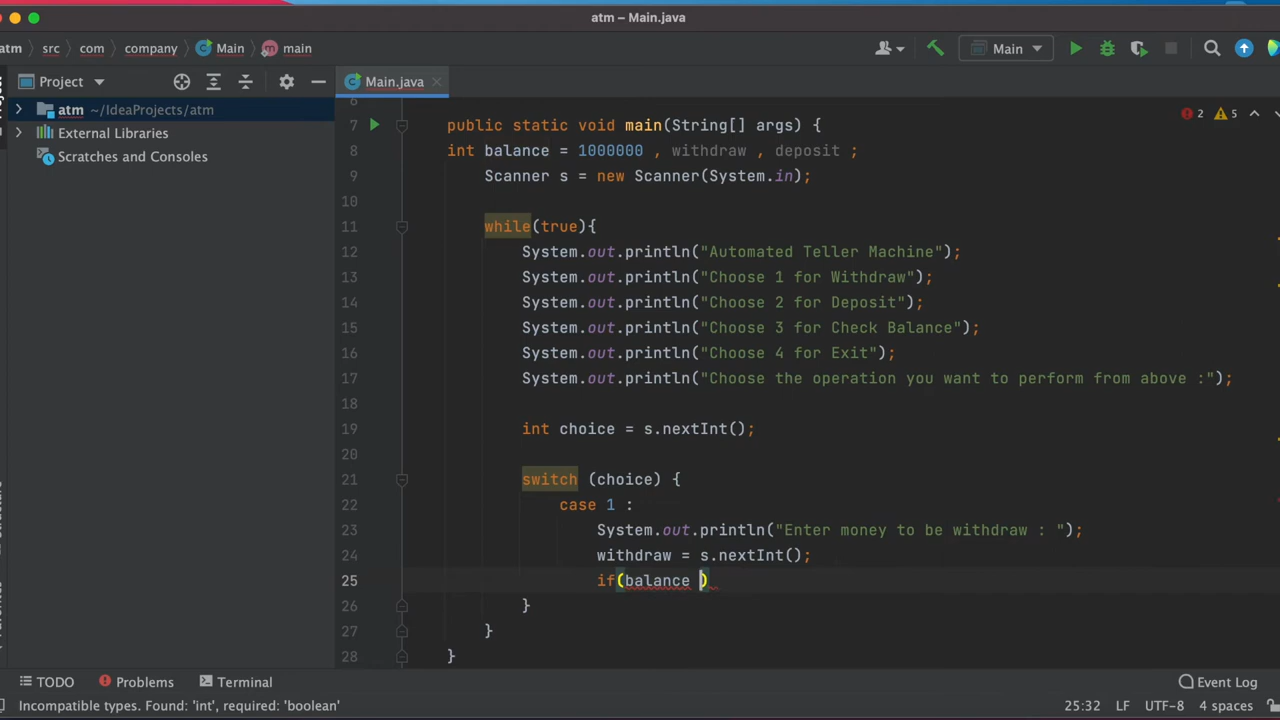 atm – Main.java
atm src com company Main main
Main
Project
Main.java
atm ~/IdeaProjects/atm
External Libraries
Scratches and Consoles
2 5
6
7 public static void main(String[] args) {
8 int balance = 1000000 , withdraw , deposit ;
9 Scanner s = new Scanner(System.in);
10
11 while(true){
12 System.out.println("Automated Teller Machine");
13 System.out.println("Choose 1 for Withdraw");
14 System.out.println("Choose 2 for Deposit");
15 System.out.println("Choose 3 for Check Balance");
16 System.out.println("Choose 4 for Exit");
17 System.out.println("Choose the operation you want to perform from above :");
18
19 int choice = s.nextInt();
20
21 switch (choice) {
22 case 1 :
23 System.out.println("Enter money to be withdraw : ");
24 withdraw = s.nextInt();
25 if(balance )
26 }
27 }
28 }
TODO Problems Terminal Event Log
Incompatible types. Found: 'int', required: 'boolean' 25:32 LF UTF-8 4 spaces